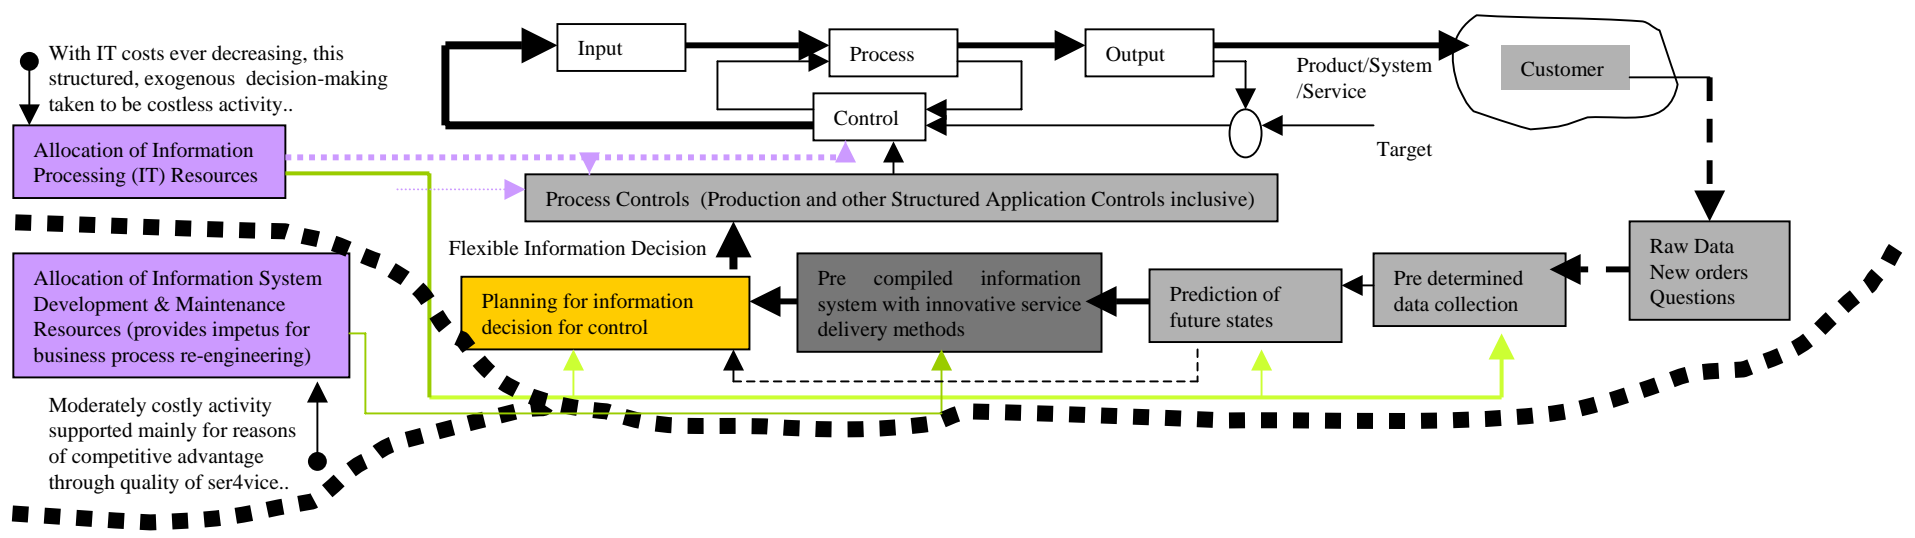 With IT costs ever decreasing, this
structured, exogenous decision-making
taken to be costless activity..
Input
Process
Output
Product/System
/Service
Customer
Control
Target
Allocation of Information
Processing (IT) Resources
Process Controls (Production and other Structured Application Controls inclusive)
Flexible Information Decision
Allocation of Information System
Development & Maintenance
Resources (provides impetus for
business process re-engineering)
Planning for information
decision for control
Pre compiled information
system with innovative service
delivery methods
Prediction of
future states
Pre determined
data collection
Raw Data
New orders
Questions
Moderately costly activity
supported mainly for reasons
of competitive advantage
through quality of ser4vice..